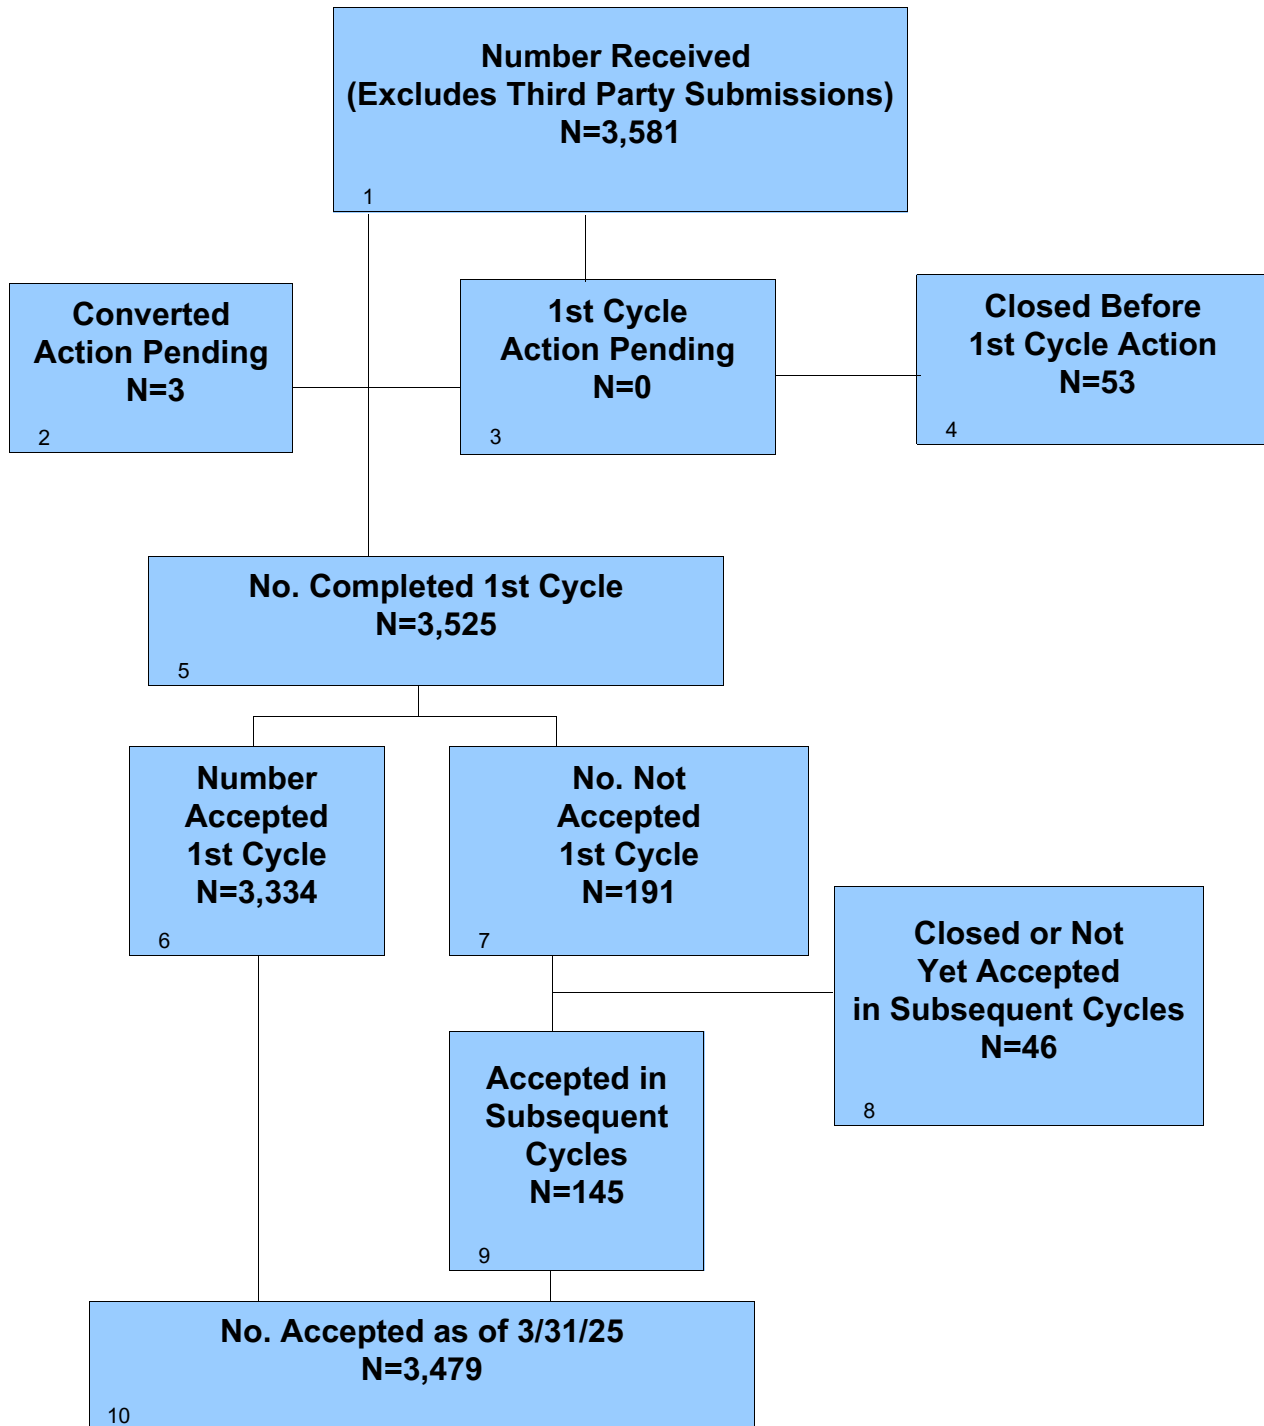 Number Received
(Excludes Third Party Submissions)
N=3,581
1
Converted
Action Pending
N=3
2
1st Cycle
Action Pending
N=0
3
Closed Before
1st Cycle Action
N=53
4
No. Completed 1st Cycle
N=3,525
5
Number
Accepted
1st Cycle
N=3,334
6
No. Not
Accepted
1st Cycle
N=191
7
Closed or Not
Yet Accepted
in Subsequent Cycles
N=46
8
Accepted in
Subsequent
Cycles
N=145
9
No. Accepted as of 3/31/25
N=3,479
10